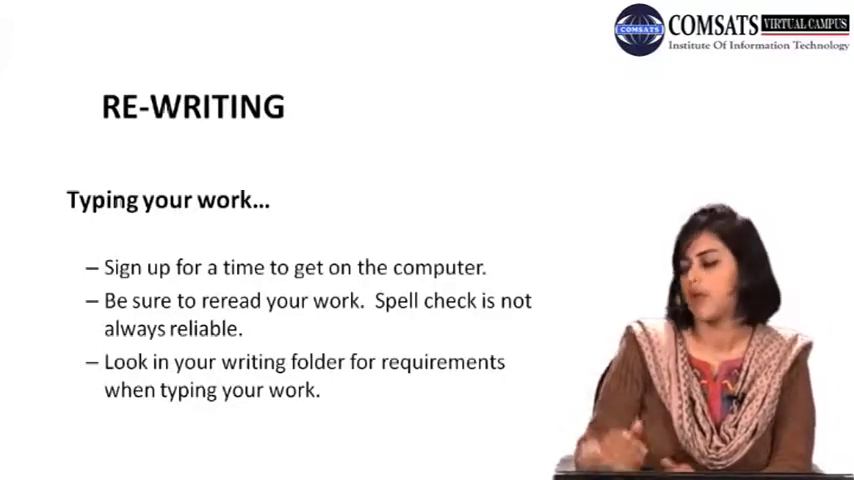 COMSATS VIRTUAL CAMPUS
COMSATS
Institute Of Information Technology
RE-WRITING
Typing your work...
– Sign up for a time to get on the computer.
– Be sure to reread your work. Spell check is not
always reliable.
– Look in your writing folder for requirements
when typing your work.